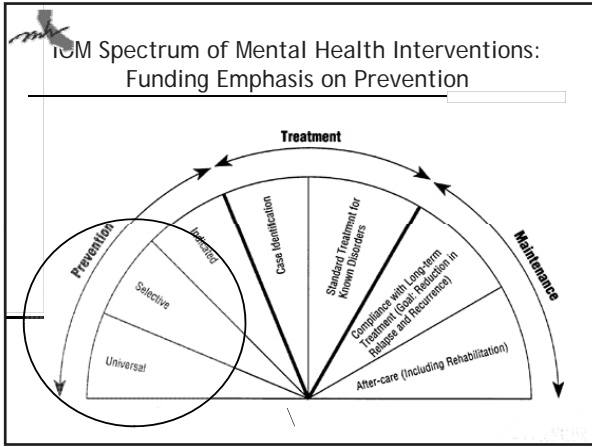 mh
IOM Spectrum of Mental Health Interventions:
Funding Emphasis on Prevention
Treatment
Prevention
Maintenance
Universal
Selective
Indicated
Case Identification
Standard Treatment for
Known Disorders
Compliance with Long-term
Treatment (Goal: Reduction in
Relapse and Recurrence)
After-care (Including Rehabilitation)